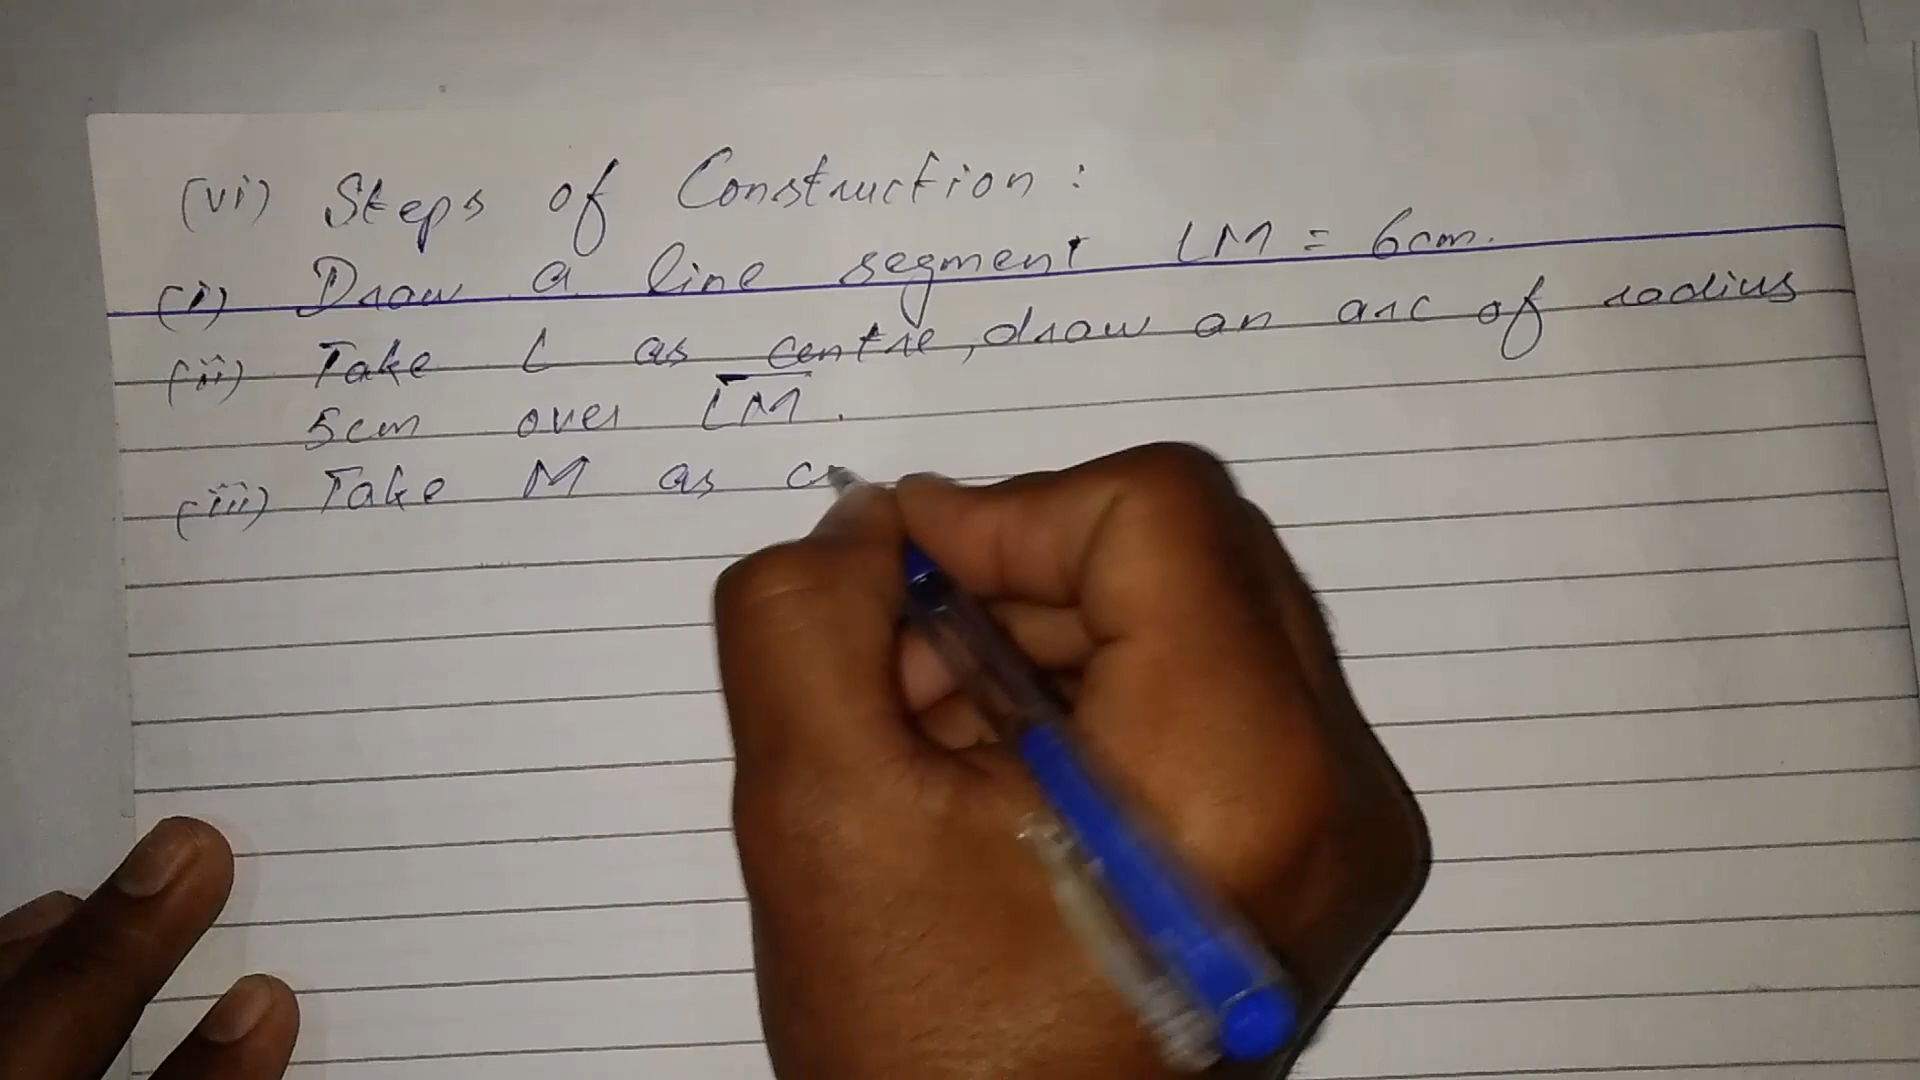 (vi) Steps of Construction :
(i) Draw a line segment LM = 6cm.
(ii) Take L as centre, draw an arc of radius
5cm over LM.
(iii) Take M as